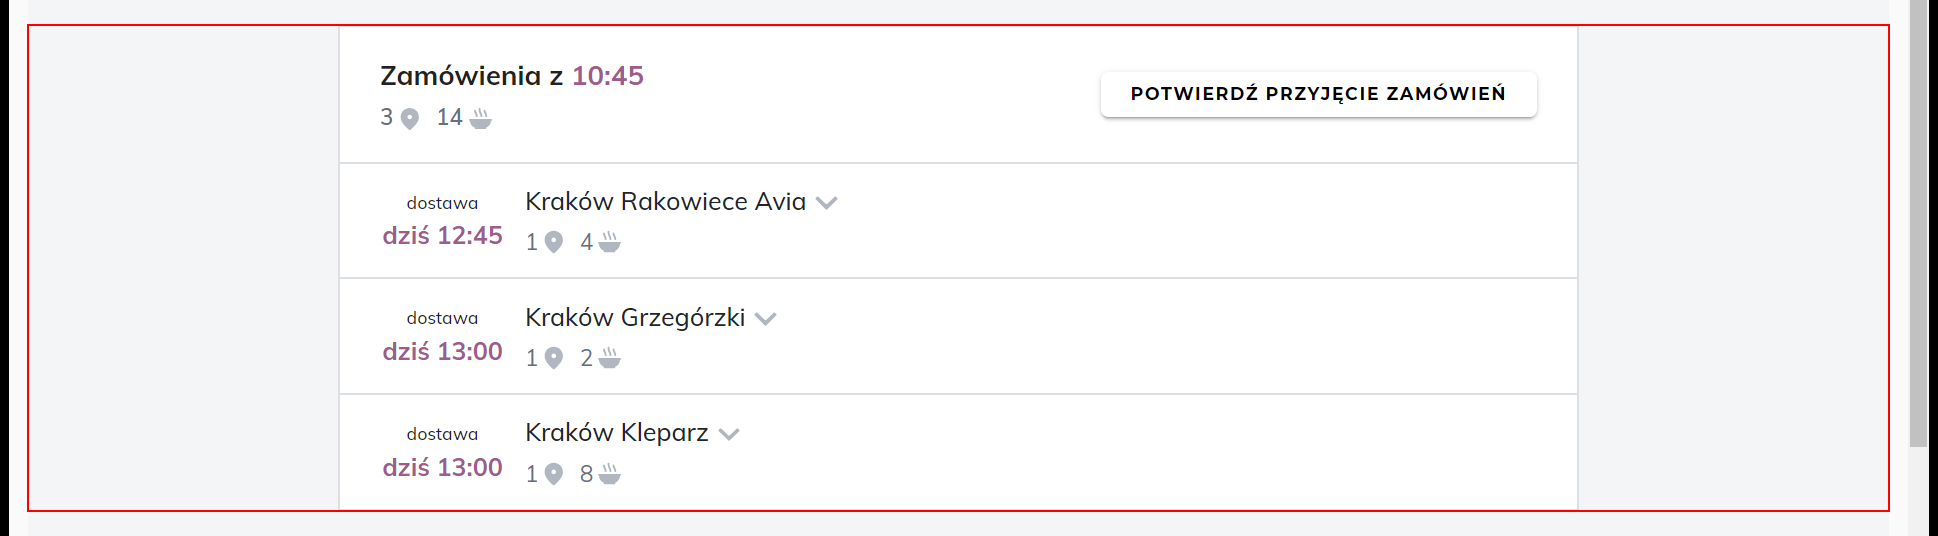 Zamówienia z 10:45
3 14
POTWIERDŹ PRZYJĘCIE ZAMÓWIEŃ
dostawa
dziś 12:45
Kraków Rakowiece Avia
1 4
dostawa
dziś 13:00
Kraków Grzegórzki
1 2
dostawa
dziś 13:00
Kraków Kleparz
1 8